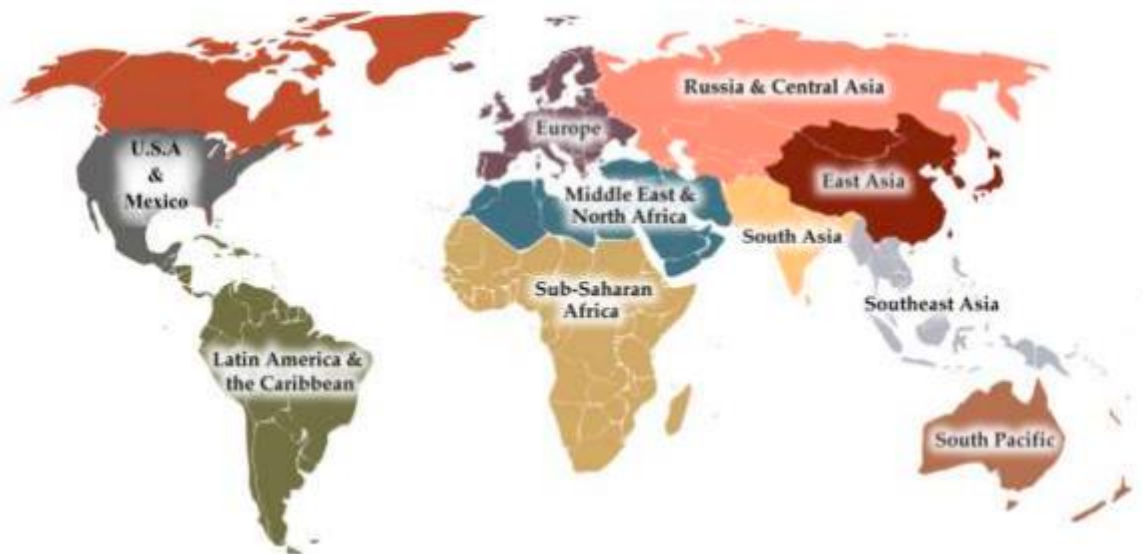 Russia & Central Asia
Europe
U.S.A
&
Mexico
East Asia
Middle East &
North Africa
South Asia
Sub-Saharan
Africa
Southeast Asia
Latin America &
the Caribbean
South Pacific